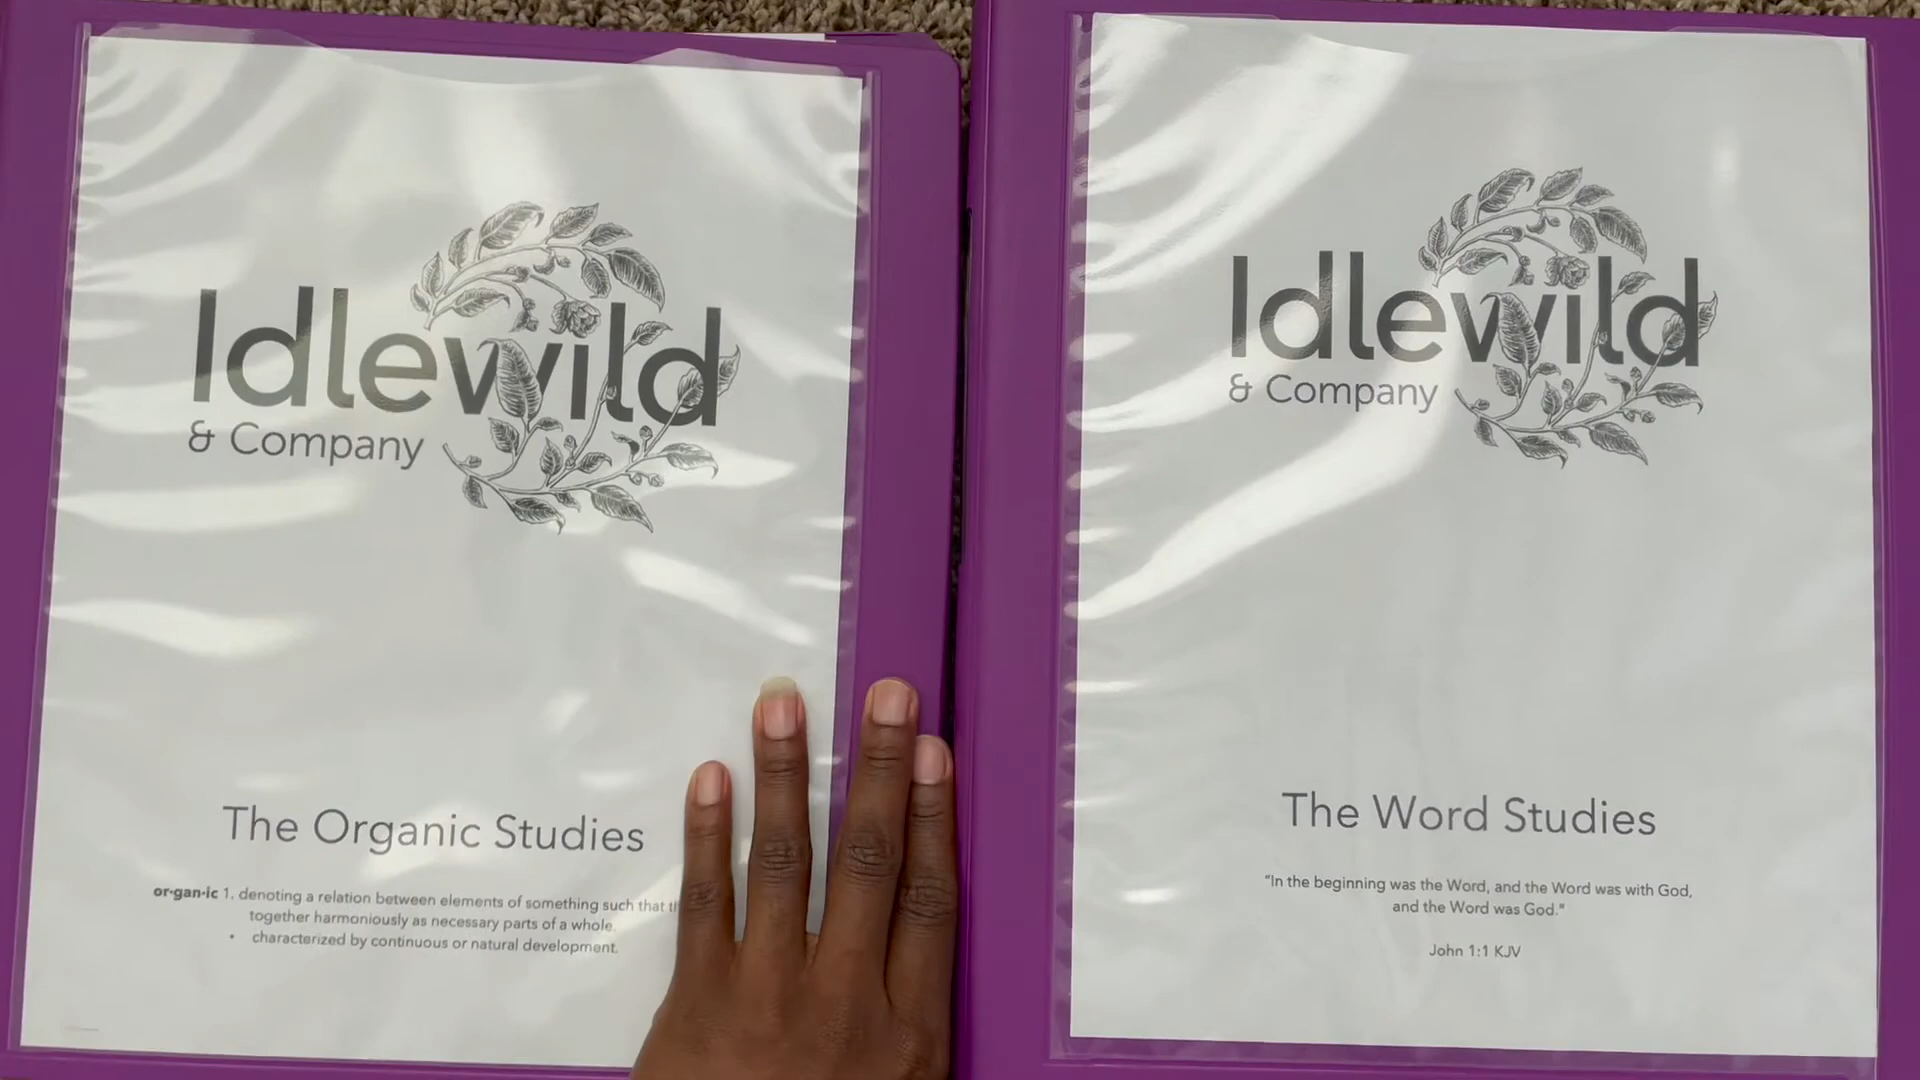 Idlewild
& Company
The Organic Studies
or·gan·ic 1. denoting a relation between elements of something such that
together harmoniously as necessary parts of a whole.
• characterized by continuous or natural development.
Idlewild
& Company
The Word Studies
"In the beginning was the Word, and the Word was with God,
and the Word was God."
John 1:1 KJV